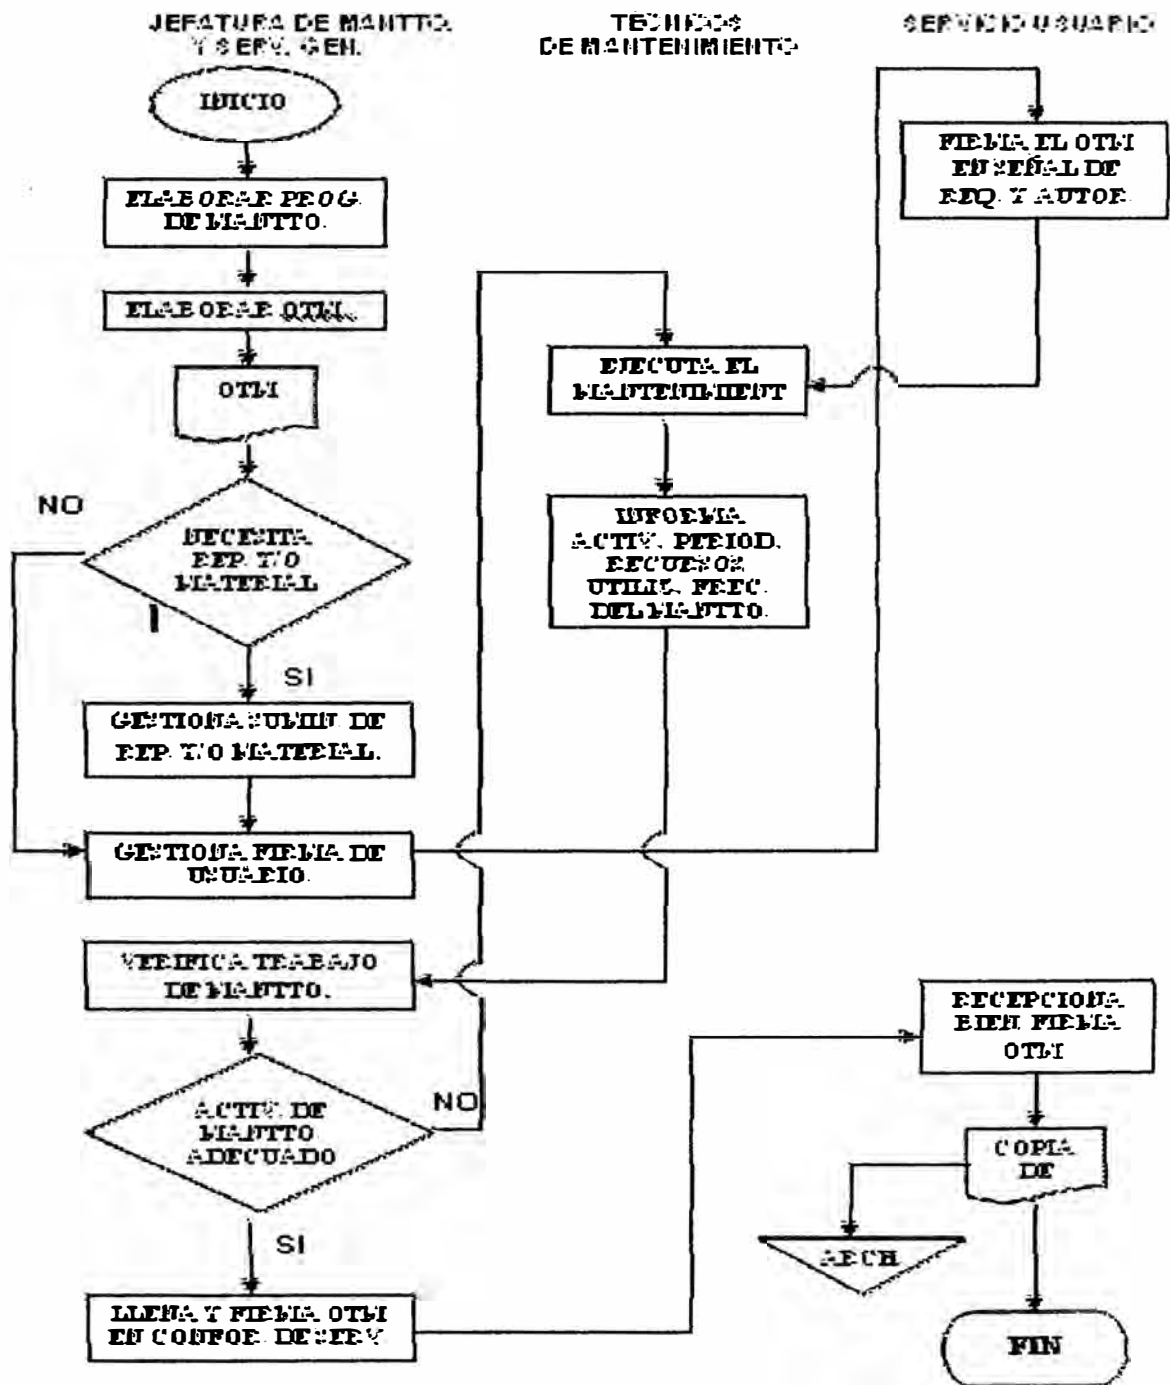 JEFATURA DE MANTTO.
Y SERV. GEN.
TECNICOS
DE MANTENIMIENTO
SERVICIO USUARIO
INICIO
ELABORAR PROG.
DE MANTTO.
ELABORAR OTM.
OTM
NECESITA
REP. Y/O
MATERIAL
NO
SI
GESTIONA SUMIN. DE
REP. Y/O MATERIAL.
GESTIONA FIRMA DE
USUARIO.
VERIFICA TRABAJO
DE MANTTO.
ACTIV. DE
MANTTO
ADECUADO
NO
SI
LLENA Y FIRMA OTM
EN CONFOR. DE SERV.
EJECUTA EL
MANTENIMIENT
INFORMA
ACTIV. PERIOD.
RECURSOS
UTILIZ. PREC.
DEL MANTTO.
FIRMA EL OTM
EN SEÑAL DE
REQ. Y AUTOR.
RECEPCIONA
BIEN. FIRMA
OTM
COPIA
DE
ARCH.
FIN